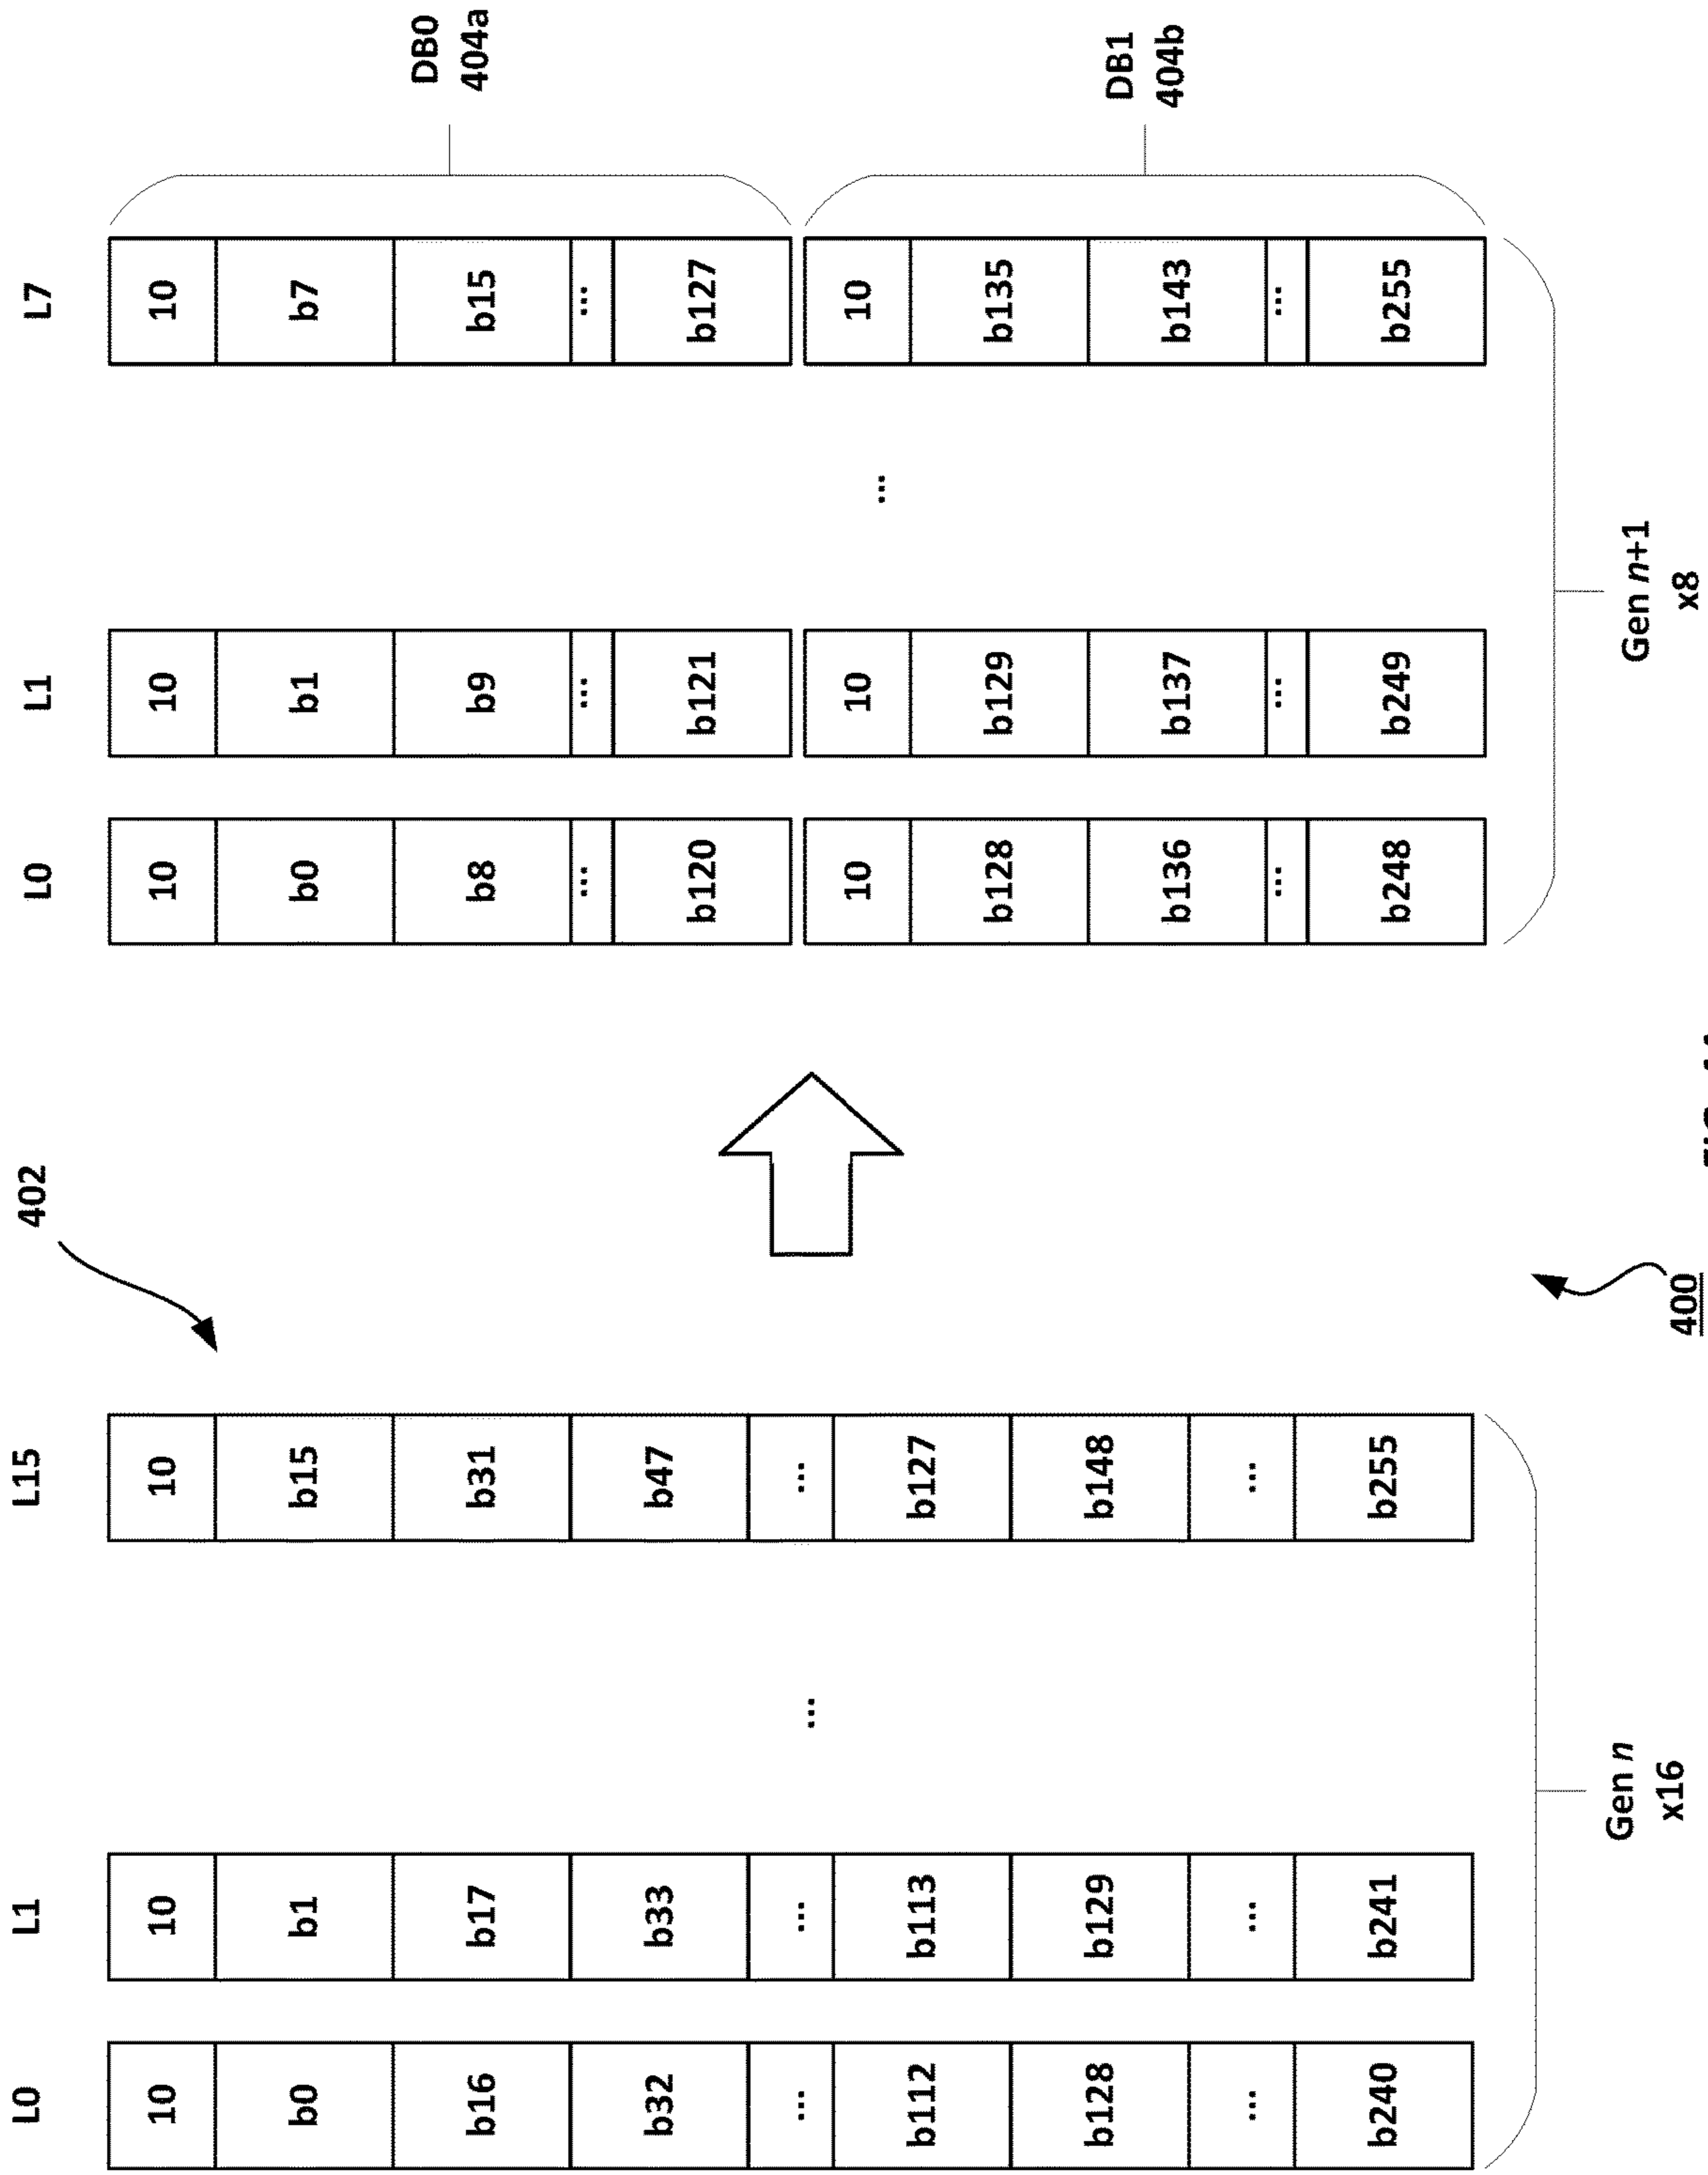 402
L0 L1 L15
10 10 10
b0 b1 b15
b16 b17 b31
b32 b33 b47
... ... ...
...
b112 b113 b127
b128 b129 b148
... ... ...
b240 b241 b255
Gen n
x16
L0 L1 L7
10 10 10
b0 b1 b7
b8 b9 b15
... ... ...
b120 b121 b127
DB0
404a
...
10 10 10
b128 b129 b135
b136 b137 b143
... ... ...
b248 b249 b255
DB1
404b
Gen n+1
x8
400